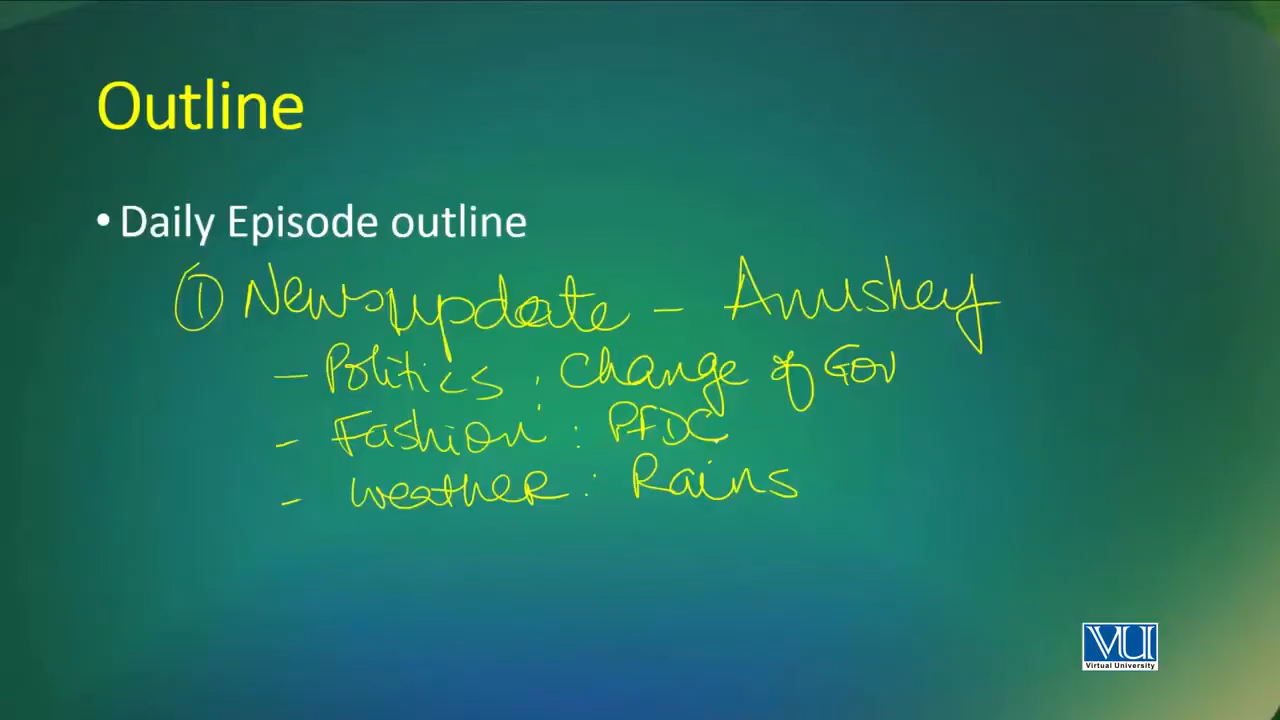 Outline
• Daily Episode outline
① Newsupdate – Anushey
– Politics : Change of Gov
– Fashion : PFDC
– Weather : Rains
VU
Virtual University